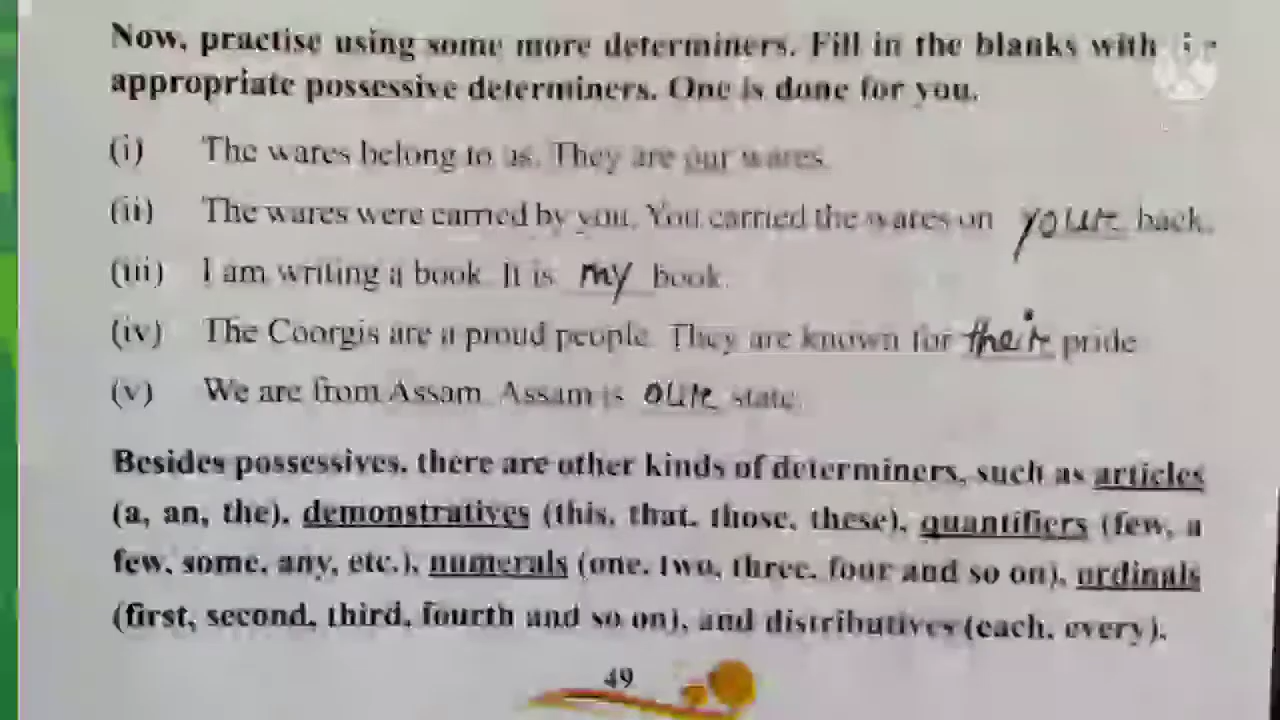 Now, practise using some more determiners. Fill in the blanks with
appropriate possessive determiners. One is done for you.
(i) The wares belong to us. They are our wares.
(ii) The wares were carried by you. You carried the wares on your back.
(iii) I am writing a book. It is my book.
(iv) The Coorgis are a proud people. They are known for their pride
(v) We are from Assam. Assam is our state.
Besides possessives, there are other kinds of determiners, such as articles
(a, an, the), demonstratives (this, that, those, these), quantifiers (few, a
few, some, any, etc.), numerals (one, two, three, four and so on), ordinals
(first, second, third, fourth and so on), and distributives (each, every).
49